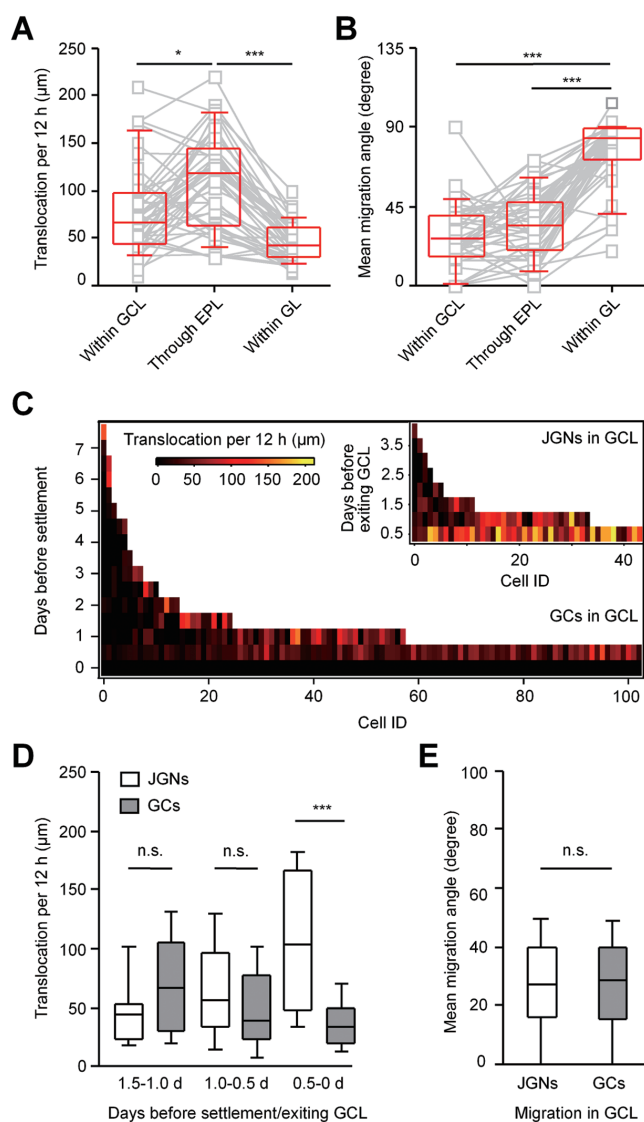 A
B
Translocation per 12 h (µm)
250
200
150
100
50
0
*
***
Within GCL
Through EPL
Within GL
Mean migration angle (degree)
135
90
45
0
***
***
Within GCL
Through EPL
Within GL
C
Translocation per 12 h (µm)
0 50 100 150 200
Days before settlement
7
6
5
4
3
2
1
0
0 20 40 60 80 100
Cell ID
GCs in GCL
JGNs in GCL
Days before
exiting GCL
3.5
2.5
1.5
0.5
0 20 40
Cell ID
D
JGNs
GCs
Translocation per 12 h (µm)
250
200
150
100
50
0
n.s.
n.s.
***
1.5-1.0 d 1.0-0.5 d 0.5-0 d
Days before settlement/exiting GCL
E
Mean migration angle (degree)
100
80
60
40
20
0
n.s.
JGNs GCs
Migration in GCL